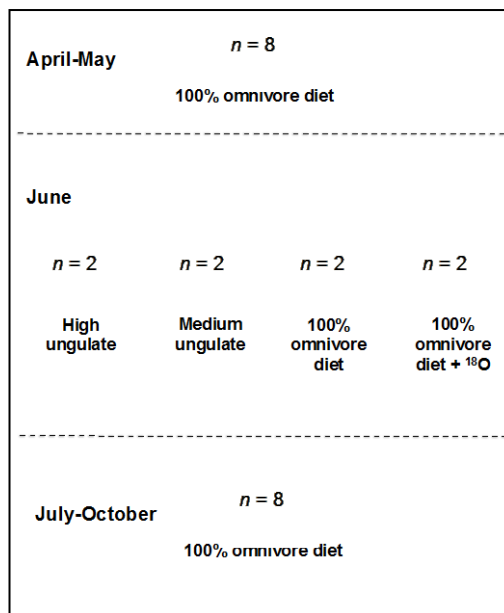 April-May
n = 8
100% omnivore diet
June
n = 2
n = 2
n = 2
n = 2
High
ungulate
Medium
ungulate
100%
omnivore
diet
100%
omnivore
diet + ¹⁸O
July-October
n = 8
100% omnivore diet